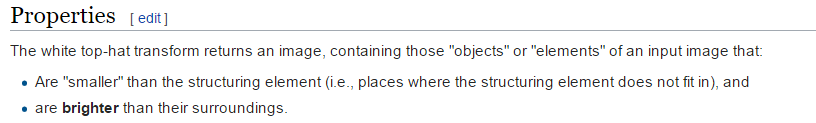 Properties [ edit ]
The white top-hat transform returns an image, containing those "objects" or "elements" of an input image that:
• Are "smaller" than the structuring element (i.e., places where the structuring element does not fit in), and
• are brighter than their surroundings.